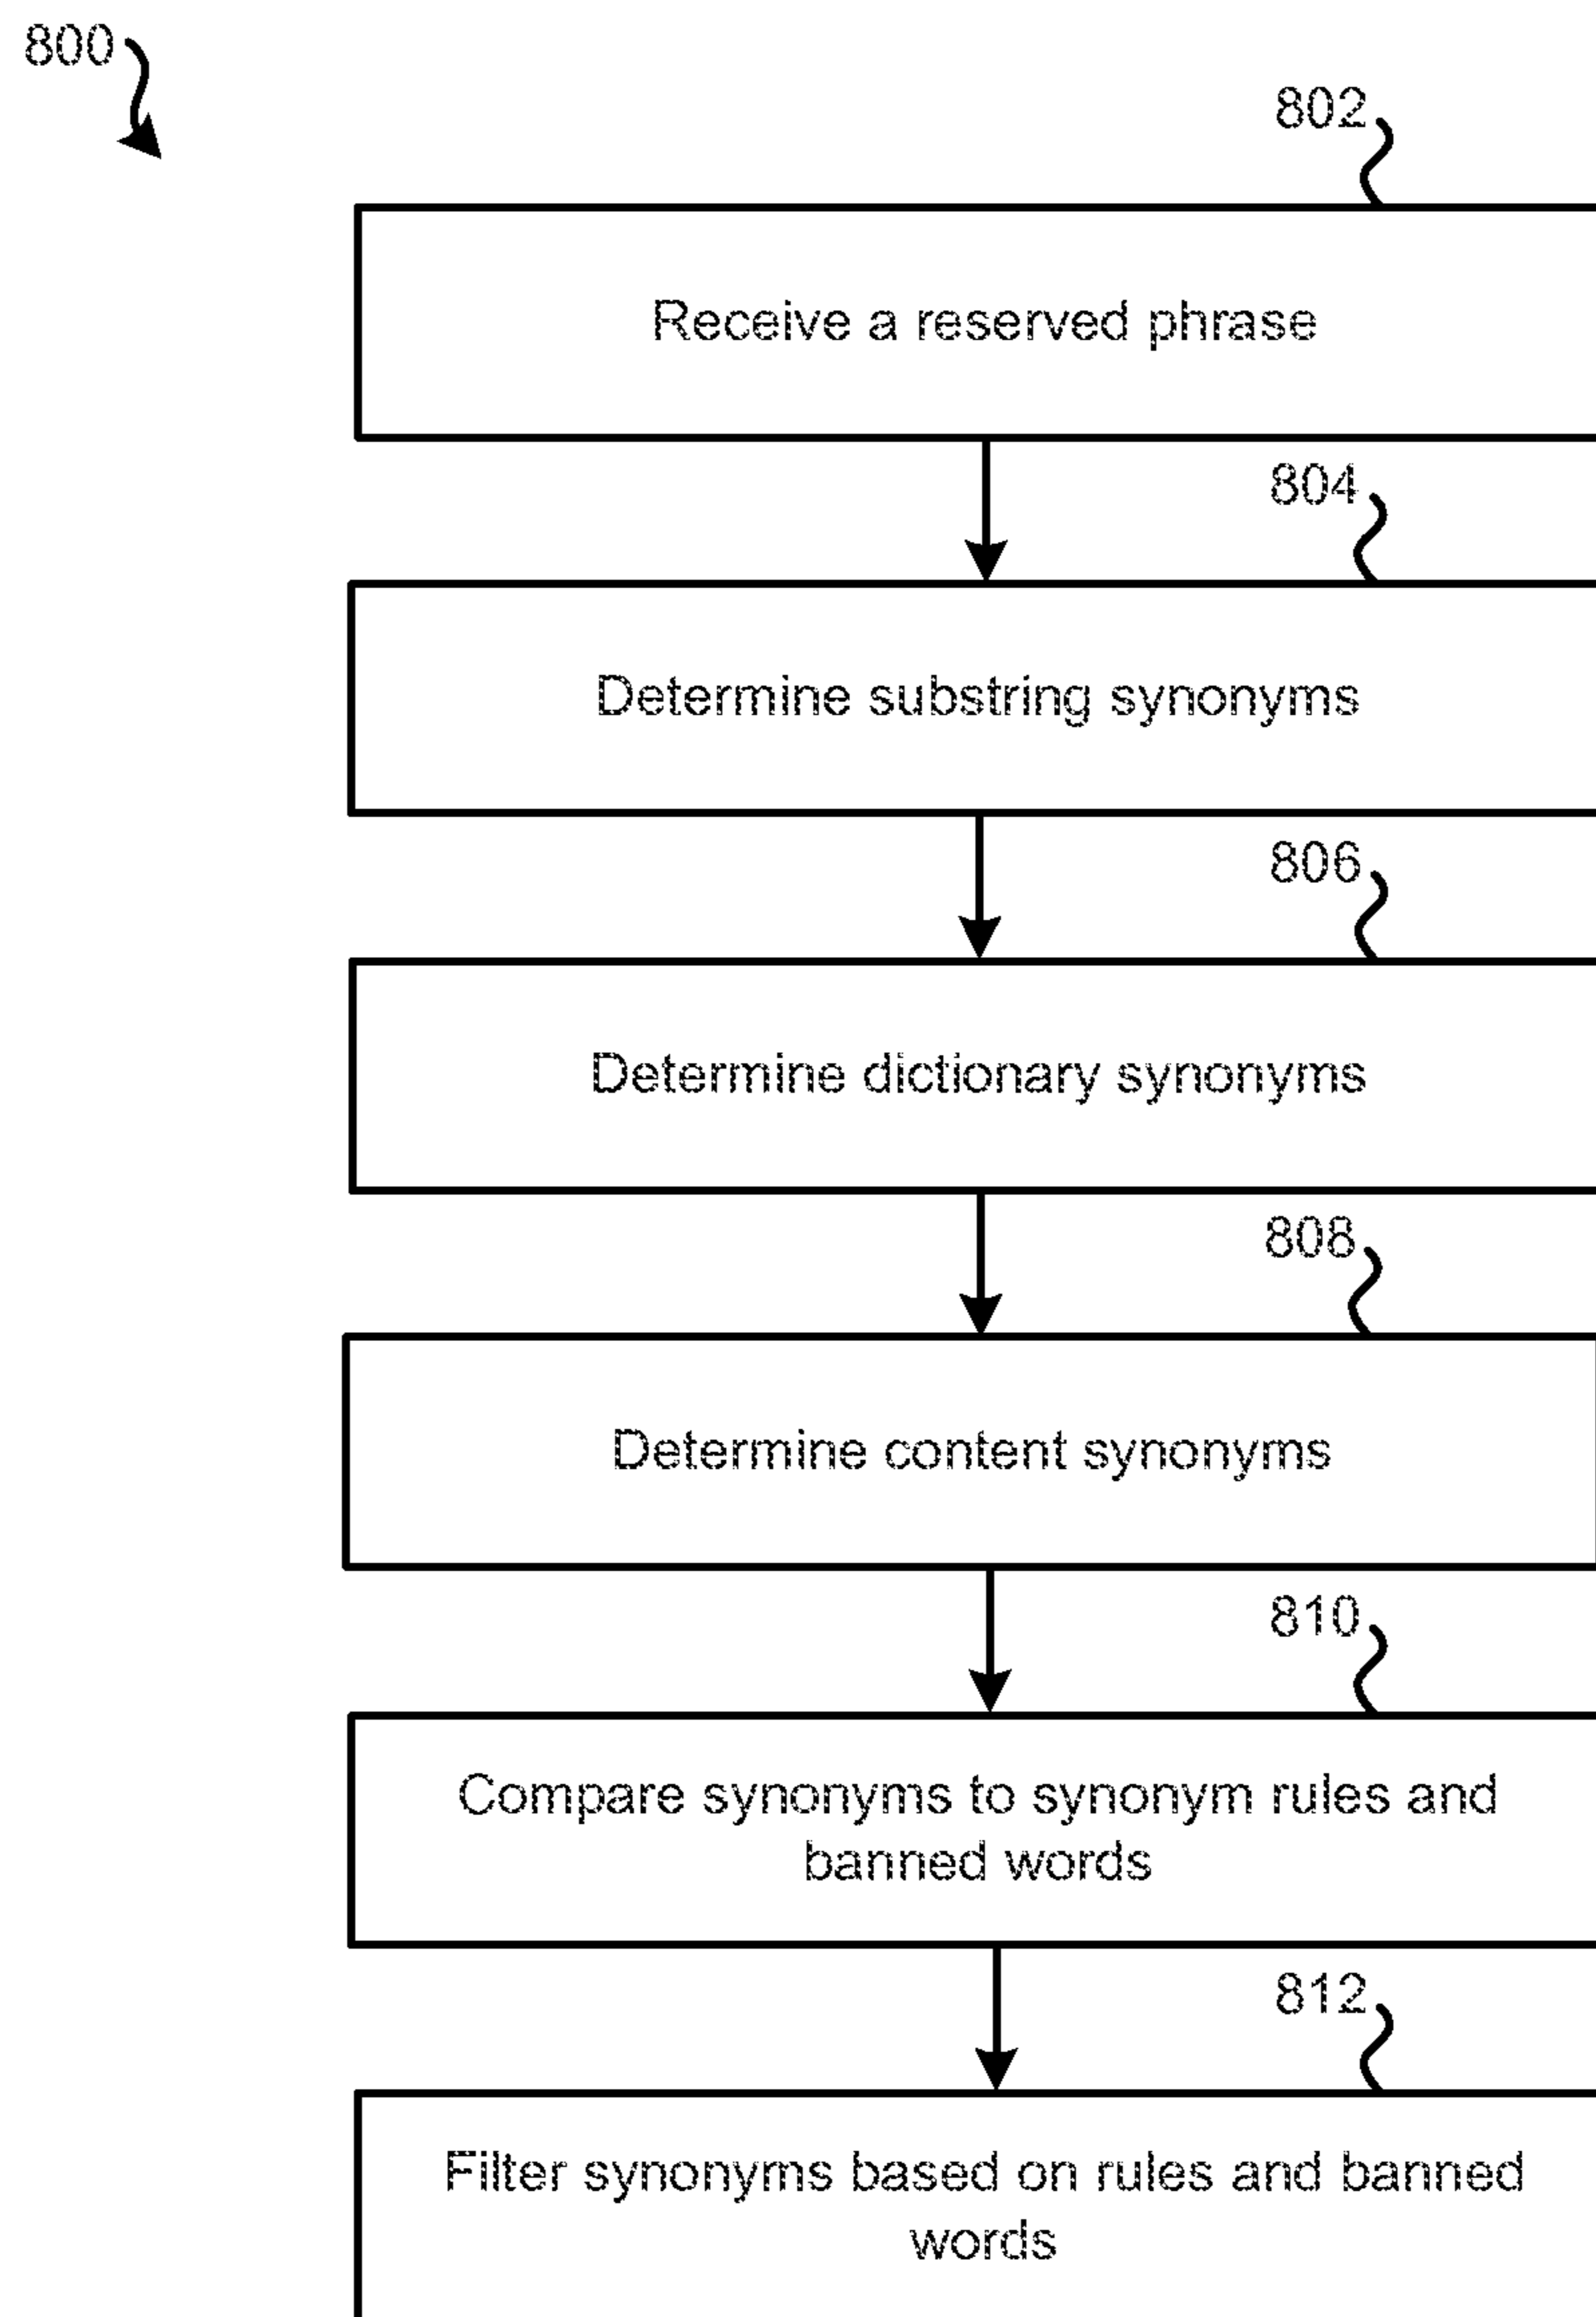 800
802
Receive a reserved phrase
804
Determine substring synonyms
806
Determine dictionary synonyms
808
Determine content synonyms
810
Compare synonyms to synonym rules and
banned words
812
Filter synonyms based on rules and banned
words